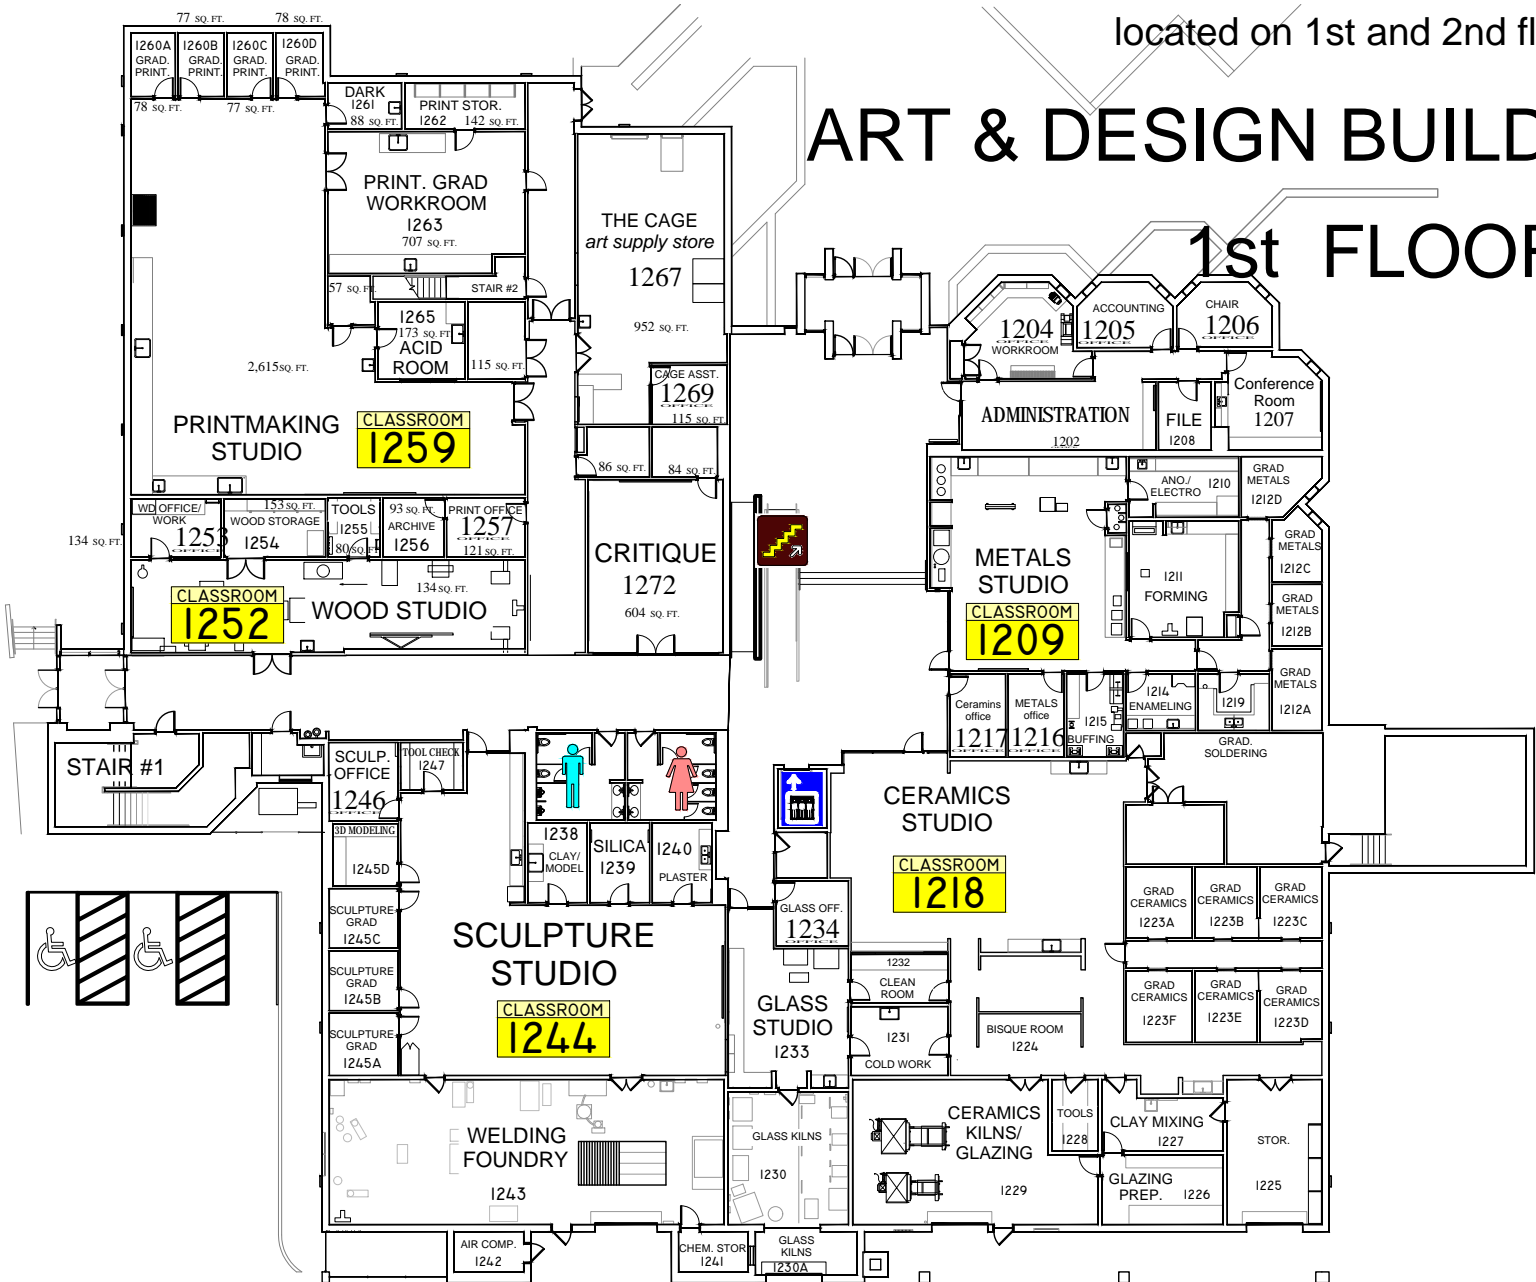 located on 1st and 2nd fl
ART & DESIGN BUILD
1st FLOOR
77 SQ. FT.
78 SQ. FT.
1260A
GRAD.
PRINT.
1260B
GRAD.
PRINT.
1260C
GRAD.
PRINT.
1260D
GRAD.
PRINT.
78 SQ. FT.
77 SQ. FT.
DARK
1261
88 SQ. FT.
PRINT STOR.
1262
142 SQ. FT.
PRINT. GRAD
WORKROOM
1263
707 SQ. FT.
57 SQ. FT.
STAIR #2
1265
173 SQ. FT.
ACID
ROOM
115 SQ. FT.
2,615 SQ. FT.
PRINTMAKING
STUDIO
CLASSROOM
1259
THE CAGE
art supply store
1267
952 SQ. FT.
CAGE ASST.
1269
OFFICE
115 SQ. FT.
86 SQ. FT.
84 SQ. FT.
1204
OFFICE
WORKROOM
ACCOUNTING
1205
OFFICE
CHAIR
1206
OFFICE
Conference
Room
1207
ADMINISTRATION
1202
FILE
1208
134 SQ. FT.
WD OFFICE/
WORK
1253
OFFICE
153 SQ. FT.
WOOD STORAGE
1254
TOOLS
1255
80 SQ. FT.
93 SQ. FT.
ARCHIVE
1256
PRINT OFFICE
1257
OFFICE
121 SQ. FT.
134 SQ. FT.
CLASSROOM
1252
WOOD STUDIO
CRITIQUE
1272
604 SQ. FT.
METALS
STUDIO
CLASSROOM
1209
ANO./
ELECTRO
1210
GRAD
METALS
1212D
1211
FORMING
GRAD
METALS
1212C
GRAD
METALS
1212B
GRAD
METALS
1212A
Ceramins
office
1217
OFFICE
METALS
office
1216
OFFICE
1215
BUFFING
1214
ENAMELING
1219
GRAD.
SOLDERING
STAIR #1
SCULP.
OFFICE
1246
OFFICE
TOOL CHECK
1247
3D MODELING
1245D
SCULPTURE
GRAD
1245C
SCULPTURE
GRAD
1245B
SCULPTURE
GRAD
1245A
1238
CLAY/
MODEL
SILICA
1239
1240
PLASTER
SCULPTURE
STUDIO
CLASSROOM
1244
GLASS OFF.
1234
OFFICE
GLASS
STUDIO
1233
CERAMICS
STUDIO
CLASSROOM
1218
GRAD
CERAMICS
1223A
GRAD
CERAMICS
1223B
GRAD
CERAMICS
1223C
GRAD
CERAMICS
1223F
GRAD
CERAMICS
1223E
GRAD
CERAMICS
1223D
1232
CLEAN
ROOM
1231
COLD WORK
BISQUE ROOM
1224
WELDING
FOUNDRY
1243
GLASS KILNS
1230
CERAMICS
KILNS/
GLAZING
1229
TOOLS
1228
CLAY MIXING
1227
GLAZING
PREP.
1226
STOR.
1225
AIR COMP.
1242
CHEM. STOR
1241
GLASS
KILNS
1230A